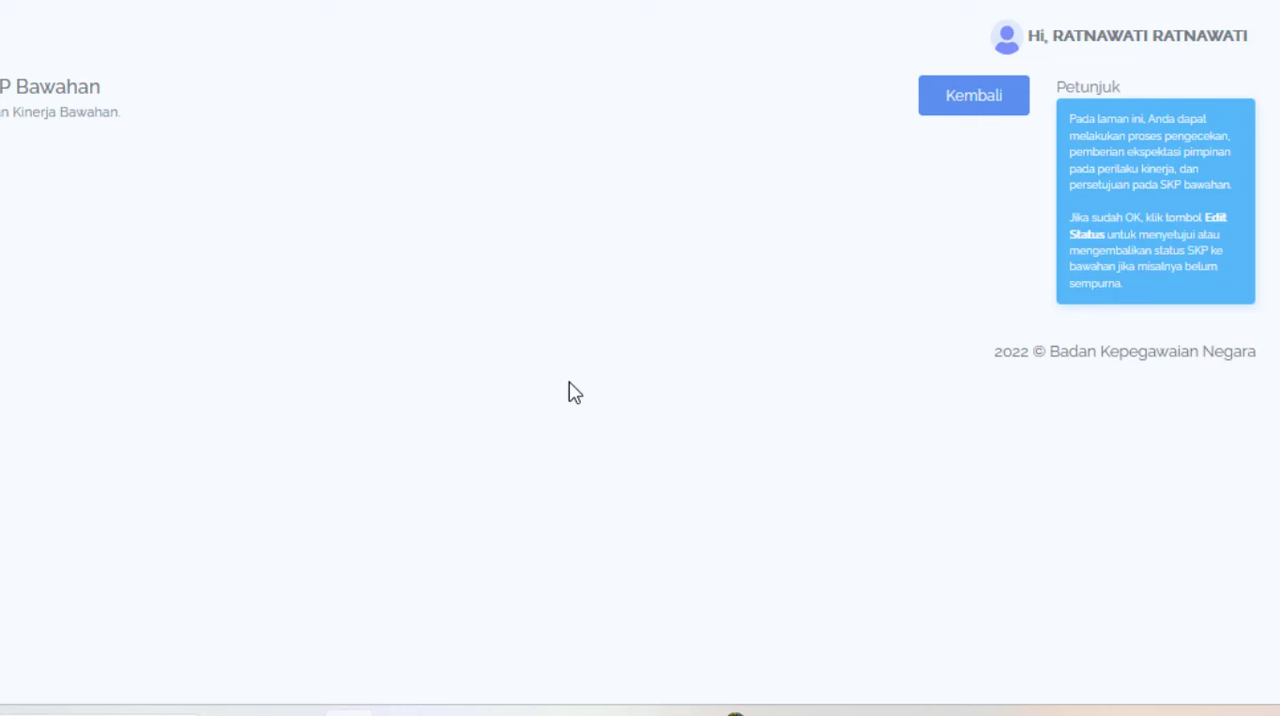 Hi, RATNAWATI RATNAWATI
P Bawahan
n Kinerja Bawahan.
Kembali
Petunjuk
Pada laman ini, Anda dapat
melakukan proses pengecekan,
pemberian ekspektasi pimpinan
pada perilaku kinerja, dan
persetujuan pada SKP bawahan.
Jika sudah OK, klik tombol Edit
Status untuk menyetujui atau
mengembalikan status SKP ke
bawahan jika misalnya belum
sempurna.
2022 © Badan Kepegawaian Negara